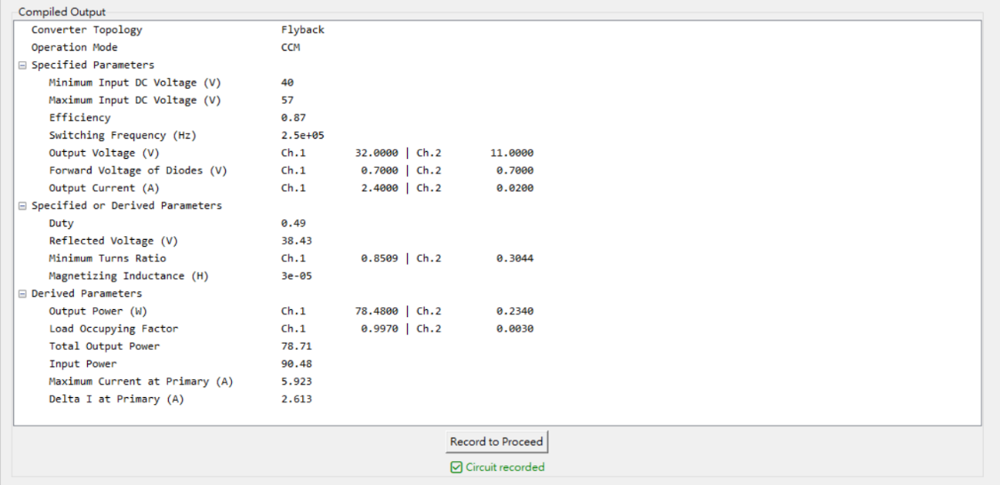 Compiled Output
Converter Topology Flyback
Operation Mode CCM
Specified Parameters
Minimum Input DC Voltage (V) 40
Maximum Input DC Voltage (V) 57
Efficiency 0.87
Switching Frequency (Hz) 2.5e+05
Output Voltage (V) Ch.1 32.0000 | Ch.2 11.0000
Forward Voltage of Diodes (V) Ch.1 0.7000 | Ch.2 0.7000
Output Current (A) Ch.1 2.4000 | Ch.2 0.0200
Specified or Derived Parameters
Duty 0.49
Reflected Voltage (V) 38.43
Minimum Turns Ratio Ch.1 0.8509 | Ch.2 0.3044
Magnetizing Inductance (H) 3e-05
Derived Parameters
Output Power (W) Ch.1 78.4800 | Ch.2 0.2340
Load Occupying Factor Ch.1 0.9970 | Ch.2 0.0030
Total Output Power 78.71
Input Power 90.48
Maximum Current at Primary (A) 5.923
Delta I at Primary (A) 2.613
Record to Proceed
Circuit recorded